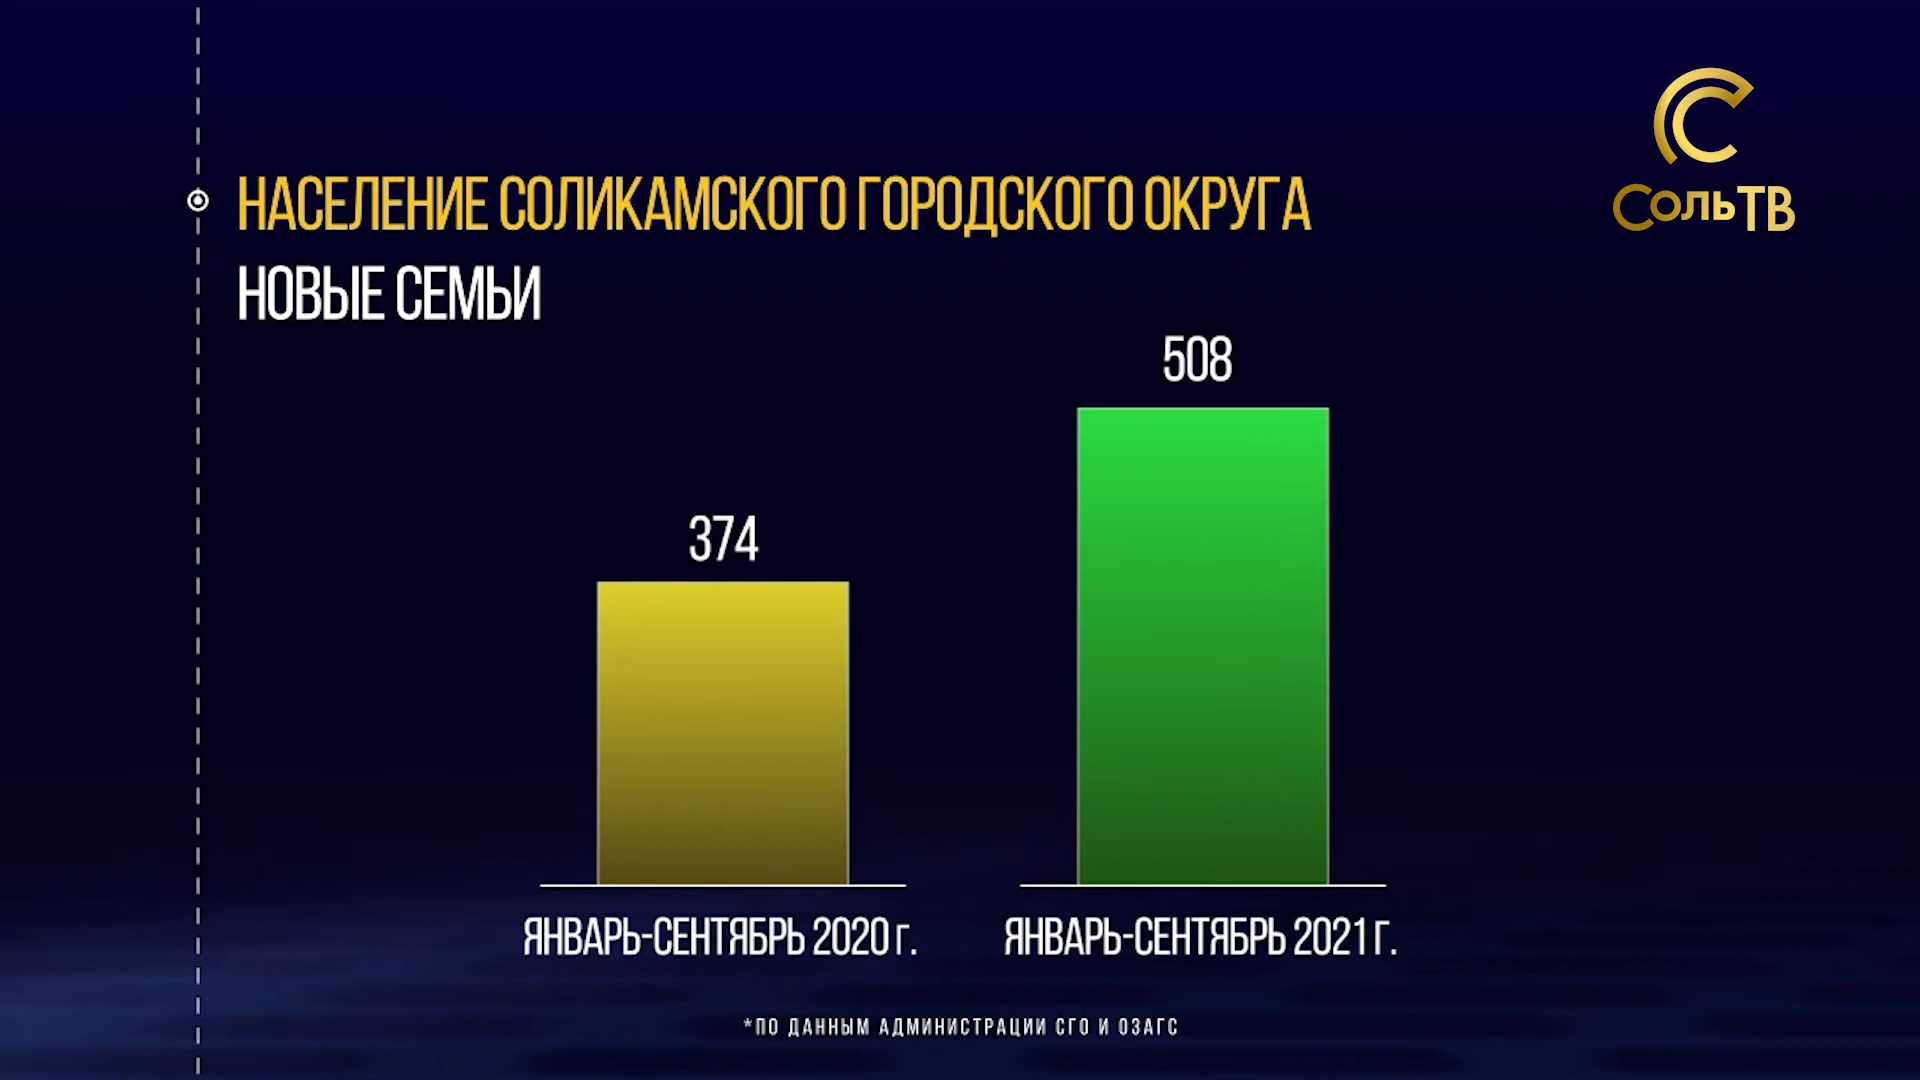 СОЛЬТВ
НАСЕЛЕНИЕ СОЛИКАМСКОГО ГОРОДСКОГО ОКРУГА
НОВЫЕ СЕМЬИ
374
508
ЯНВАРЬ-СЕНТЯБРЬ 2020 г.
ЯНВАРЬ-СЕНТЯБРЬ 2021 г.
*ПО ДАННЫМ АДМИНИСТРАЦИИ СГО И ОЗАГС